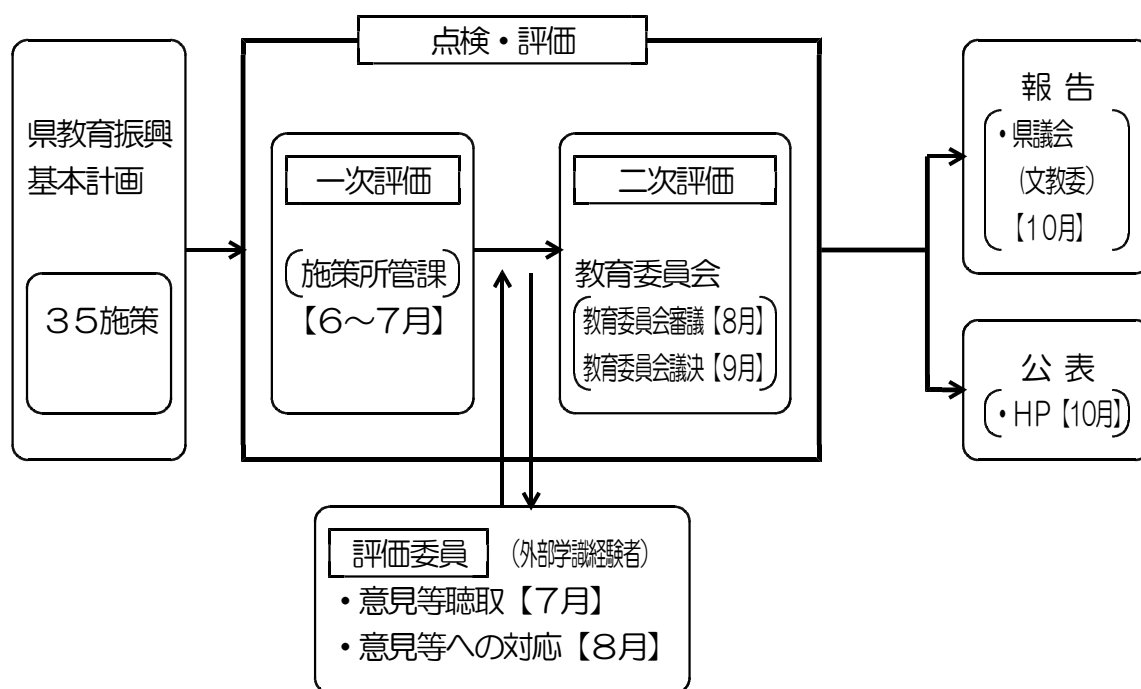 点検・評価
県教育振興
基本計画
３５施策
一次評価
施策所管課
【６～７月】
二次評価
教育委員会
教育委員会審議【８月】
教育委員会議決【９月】
評価委員
（外部学識経験者）
・意見等聴取【７月】
・意見等への対応【８月】
報 告
・県議会
（文教委）
【１０月】
公 表
・ＨＰ【10月】